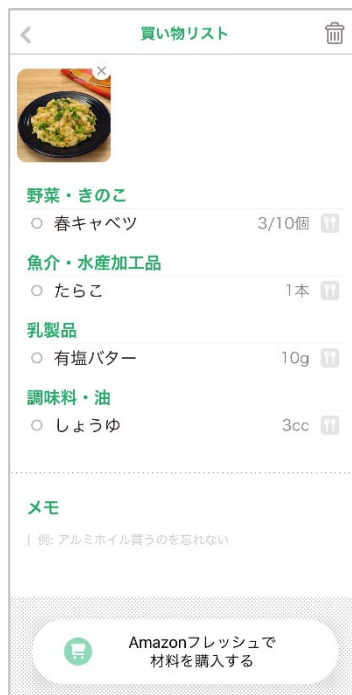 買い物リスト
野菜・きのこ
春キャベツ 3/10個
魚介・水産加工品
たらこ 1本
乳製品
有塩バター 10g
調味料・油
しょうゆ 3cc
メモ
例: アルミホイル買うのを忘れない
Amazonフレッシュで
材料を購入する